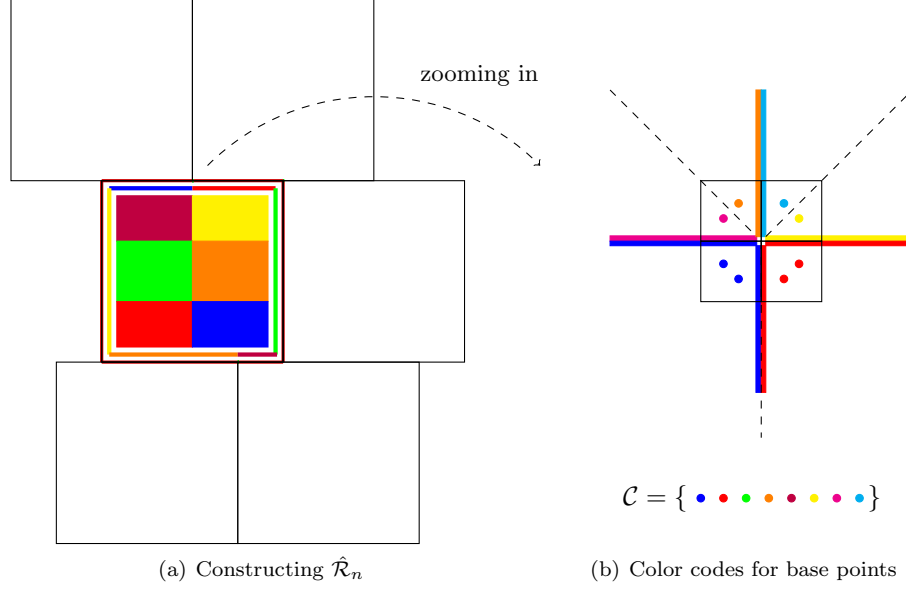 zooming in
𝒞 = { }
(a) Constructing ℛ̂ₙ
(b) Color codes for base points